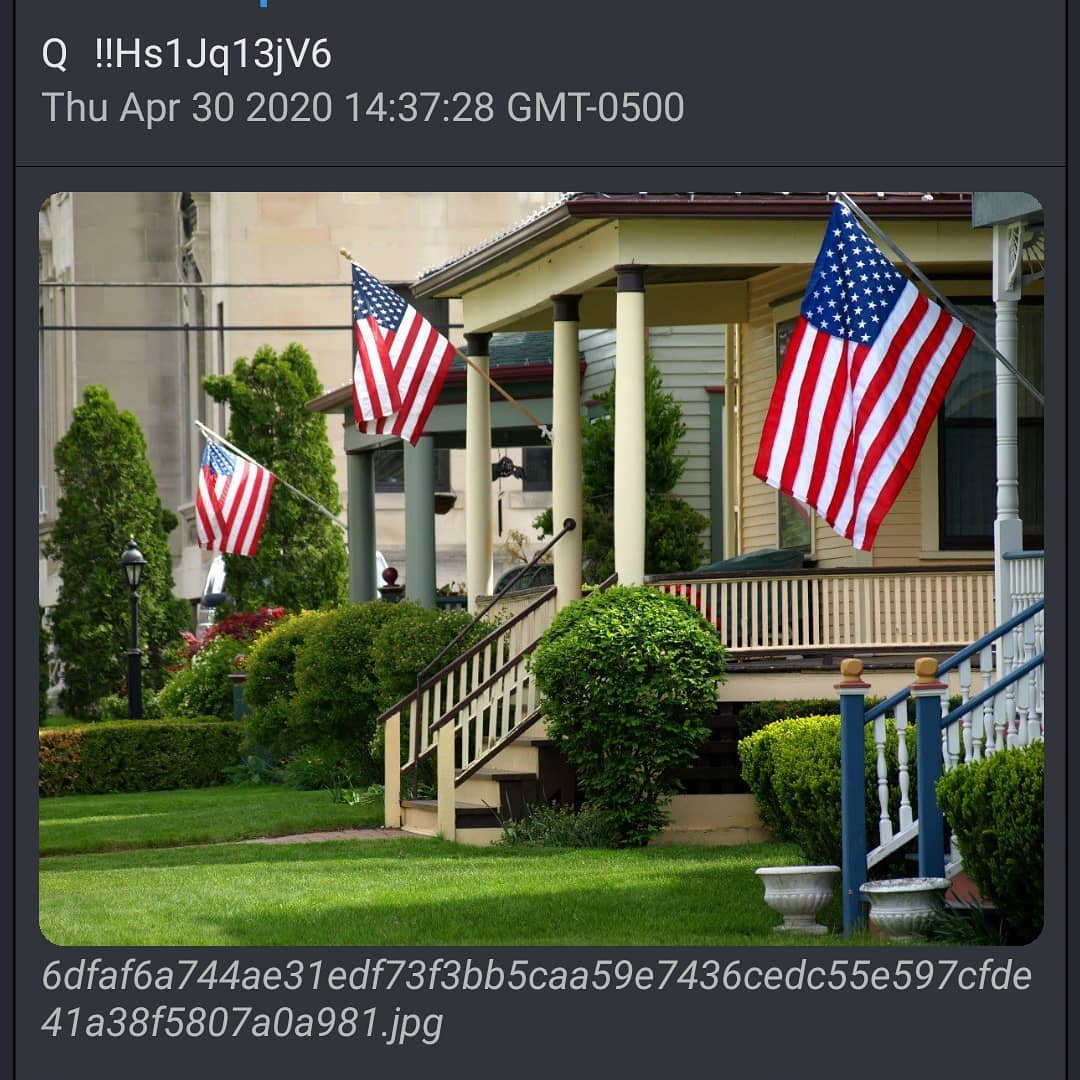 Q !!Hs1Jq13jV6
Thu Apr 30 2020 14:37:28 GMT-0500
6dfaf6a744ae31edf73f3bb5caa59e7436cedc55e597cfde
41a38f5807a0a981.jpg